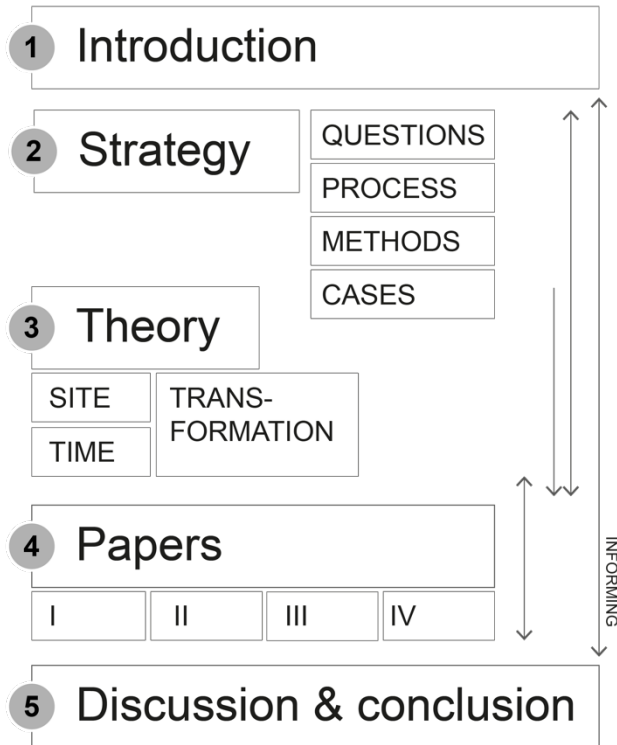 1 Introduction
2 Strategy
QUESTIONS
PROCESS
METHODS
CASES
3 Theory
SITE
TIME
TRANS-
FORMATION
4 Papers
I II III IV
INFORMING
5 Discussion & conclusion